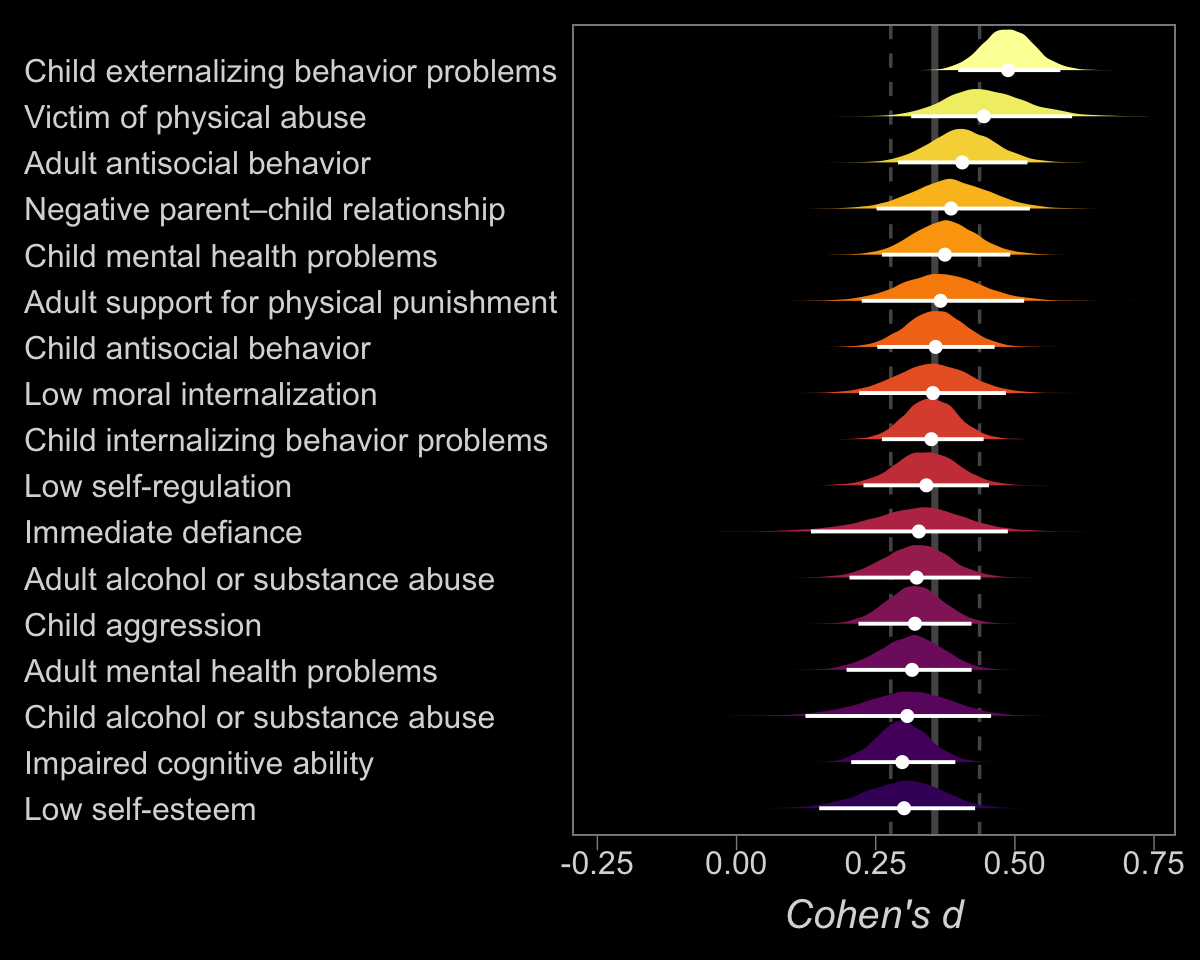 Child externalizing behavior problems
Victim of physical abuse
Adult antisocial behavior
Negative parent–child relationship
Child mental health problems
Adult support for physical punishment
Child antisocial behavior
Low moral internalization
Child internalizing behavior problems
Low self-regulation
Immediate defiance
Adult alcohol or substance abuse
Child aggression
Adult mental health problems
Child alcohol or substance abuse
Impaired cognitive ability
Low self-esteem
-0.25 0.00 0.25 0.50 0.75
Cohen's d